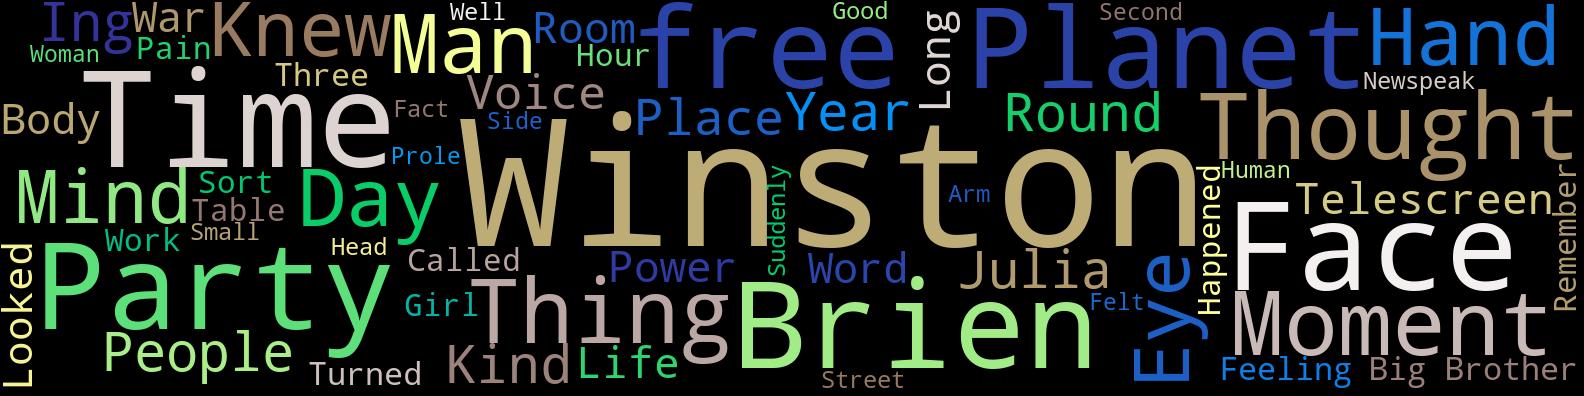 Ing
War
Knew
Man
Well
Room
free
Good
Long
Planet
Second
Hand
Woman
Pain
Hour
Newspeak
Time
Three
Fact
Voice
Side
Place
Year
Round
Thought
Body
Prole
Winston
Human
Mind
Sort
Day
Arm
Telescreen
Table
Suddenly
Happened
Remember
Work
Small
Face
Looked
Party
Head
Called
Power
Word
Julia
Eye
Girl
Thing
Brien
Felt
Moment
People
Turned
Kind
Life
Street
Feeling
Big Brother